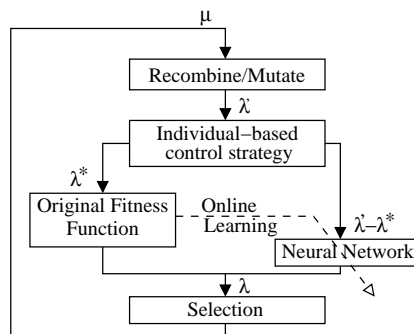 μ
Recombine/Mutate
λ'
Individual−based
control strategy
λ*
Original Fitness
Function
Online
Learning
λ'−λ*
Neural Network
λ
Selection